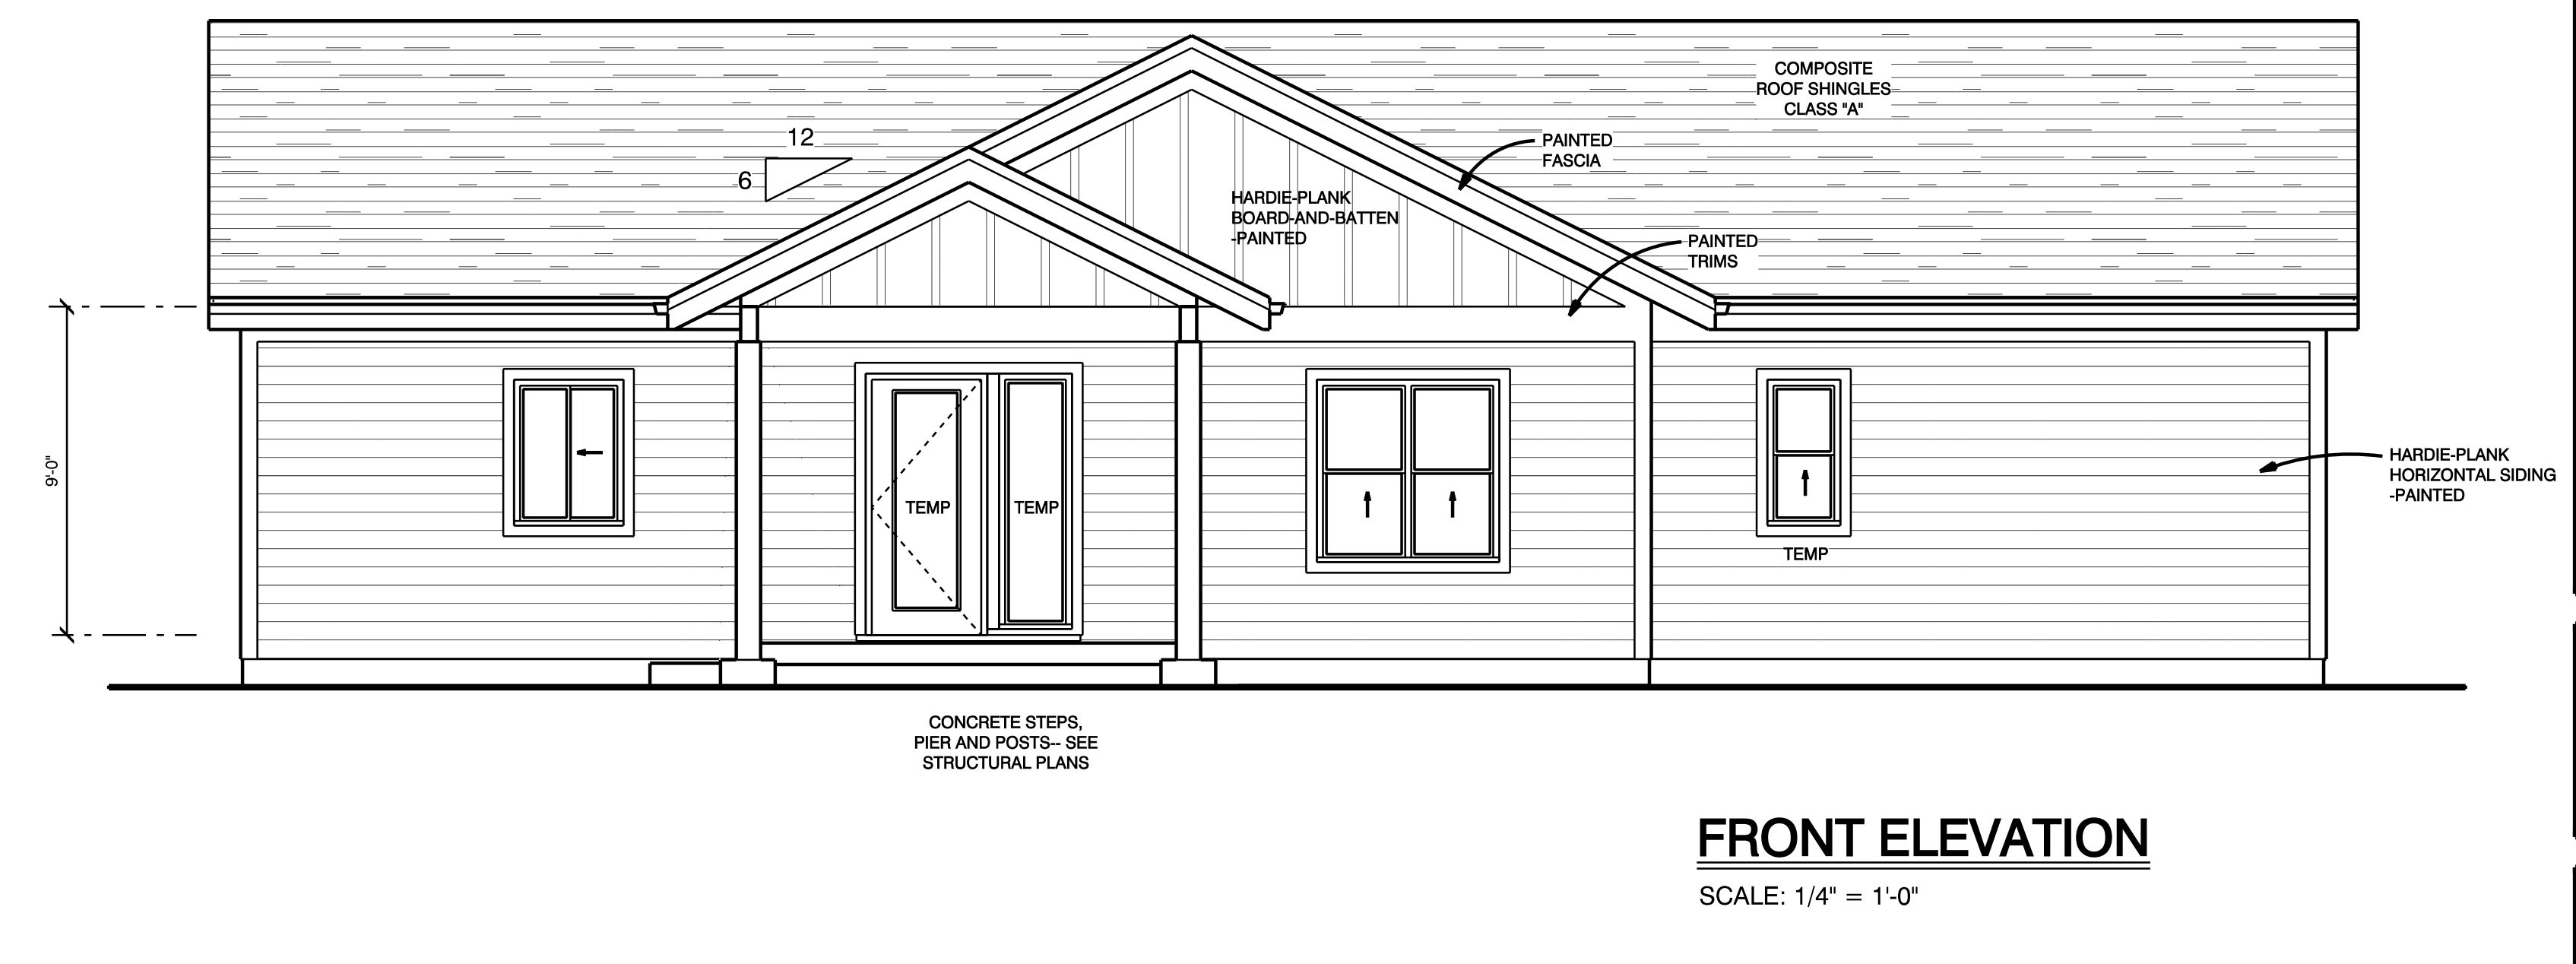 COMPOSITE
ROOF SHINGLES
CLASS "A"
12
6
PAINTED
FASCIA
HARDIE-PLANK
BOARD-AND-BATTEN
-PAINTED
PAINTED
TRIMS
9'-0"
TEMP
TEMP
TEMP
HARDIE-PLANK
HORIZONTAL SIDING
-PAINTED
CONCRETE STEPS,
PIER AND POSTS-- SEE
STRUCTURAL PLANS
FRONT ELEVATION
SCALE: 1/4" = 1'-0"